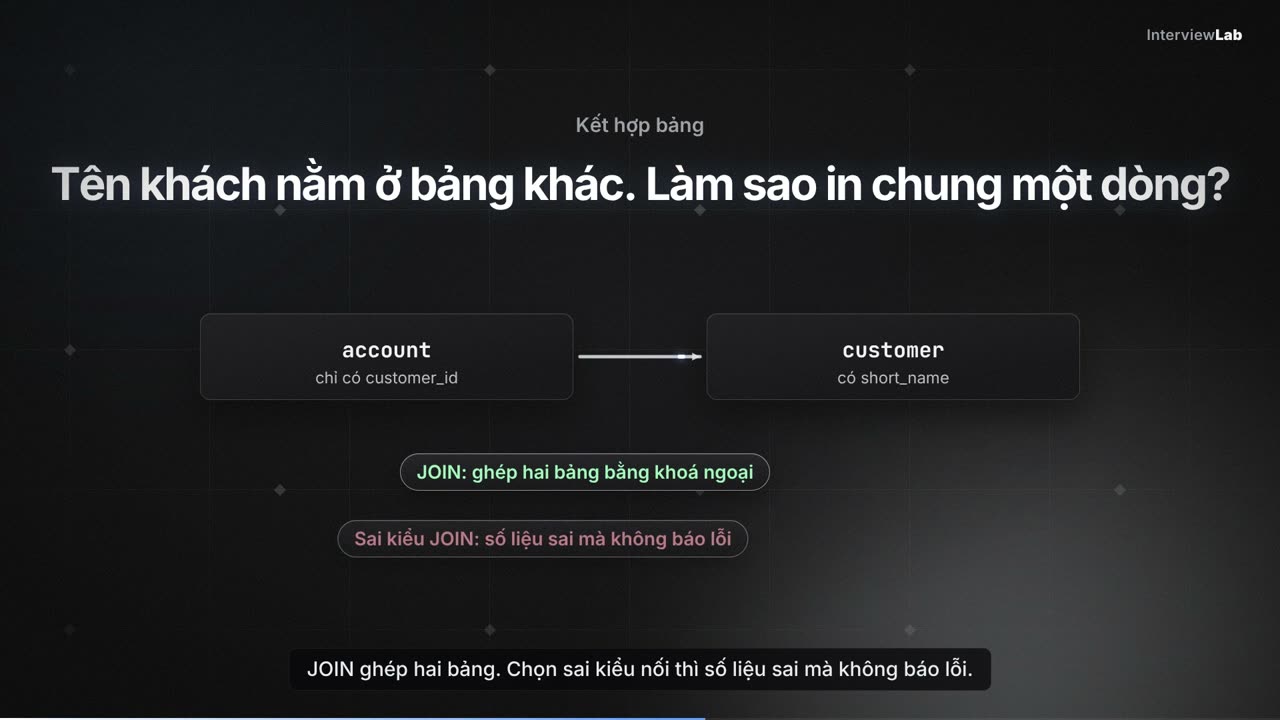 InterviewLab
Kết hợp bảng
Tên khách nằm ở bảng khác. Làm sao in chung một dòng?
account
chỉ có customer_id
customer
có short_name
JOIN: ghép hai bảng bằng khoá ngoại
Sai kiểu JOIN: số liệu sai mà không báo lỗi
JOIN ghép hai bảng. Chọn sai kiểu nối thì số liệu sai mà không báo lỗi.